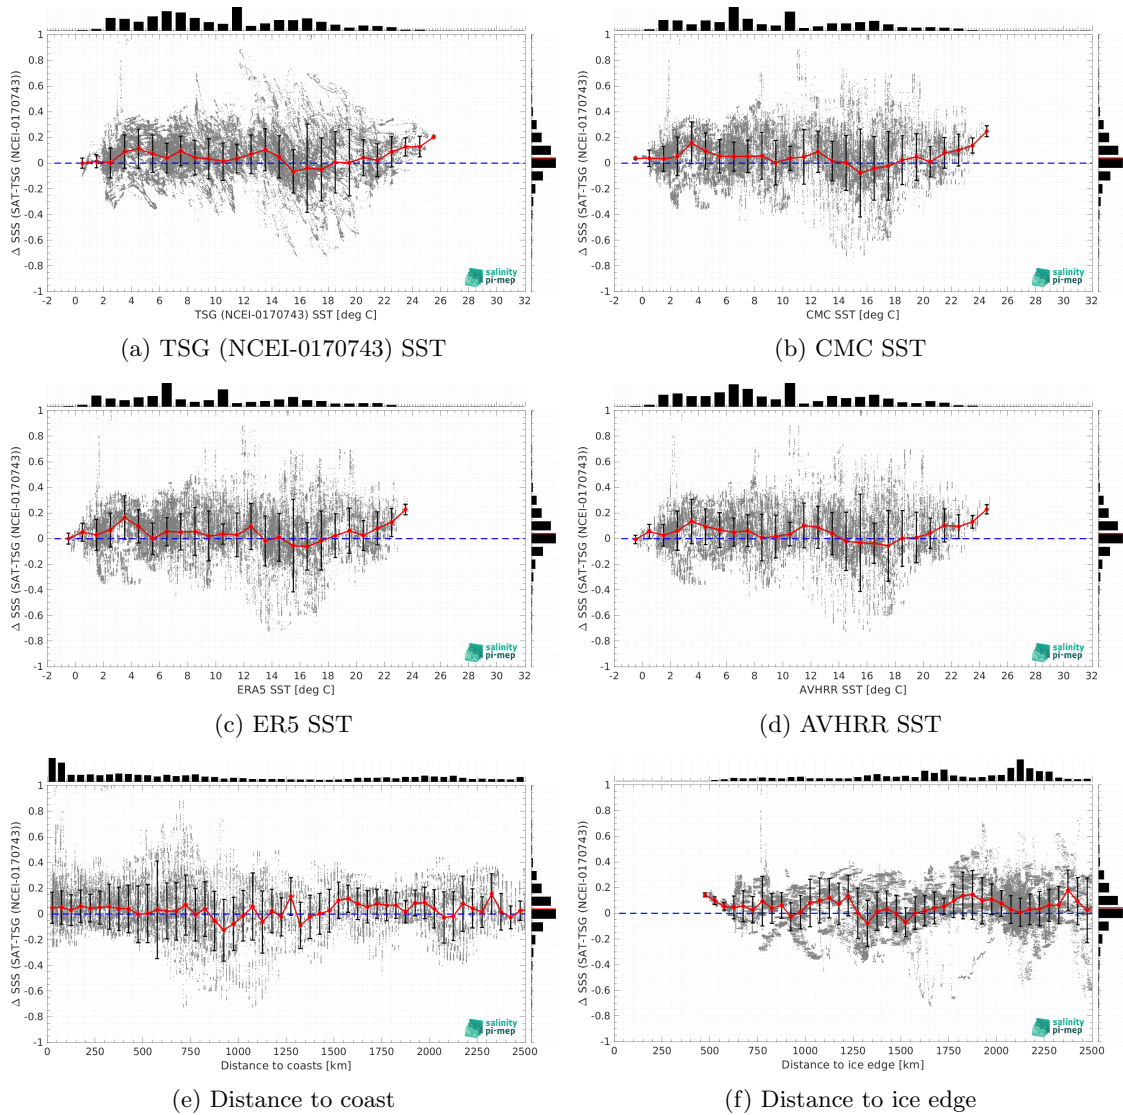 1
0.8
0.6
0.4
0.2
0
-0.2
-0.4
-0.6
-0.8
-1
Δ SSS (SAT-TSG (NCEI-0170743))
-2 0 2 4 6 8 10 12 14 16 18 20 22 24 26 28 30 32
TSG (NCEI-0170743) SST [deg C]
salinity
pi-mep
(a) TSG (NCEI-0170743) SST
1
0.8
0.6
0.4
0.2
0
-0.2
-0.4
-0.6
-0.8
-1
Δ SSS (SAT-TSG (NCEI-0170743))
-2 0 2 4 6 8 10 12 14 16 18 20 22 24 26 28 30 32
CMC SST [deg C]
salinity
pi-mep
(b) CMC SST
1
0.8
0.6
0.4
0.2
0
-0.2
-0.4
-0.6
-0.8
-1
Δ SSS (SAT-TSG (NCEI-0170743))
-2 0 2 4 6 8 10 12 14 16 18 20 22 24 26 28 30 32
ERA5 SST [deg C]
salinity
pi-mep
(c) ER5 SST
1
0.8
0.6
0.4
0.2
0
-0.2
-0.4
-0.6
-0.8
-1
Δ SSS (SAT-TSG (NCEI-0170743))
-2 0 2 4 6 8 10 12 14 16 18 20 22 24 26 28 30 32
AVHRR SST [deg C]
salinity
pi-mep
(d) AVHRR SST
1
0.8
0.6
0.4
0.2
0
-0.2
-0.4
-0.6
-0.8
-1
Δ SSS (SAT-TSG (NCEI-0170743))
0 250 500 750 1000 1250 1500 1750 2000 2250 2500
Distance to coasts [km]
salinity
pi-mep
(e) Distance to coast
1
0.8
0.6
0.4
0.2
0
-0.2
-0.4
-0.6
-0.8
-1
Δ SSS (SAT-TSG (NCEI-0170743))
0 250 500 750 1000 1250 1500 1750 2000 2250 2500
Distance to ice edge [km]
salinity
pi-mep
(f) Distance to ice edge